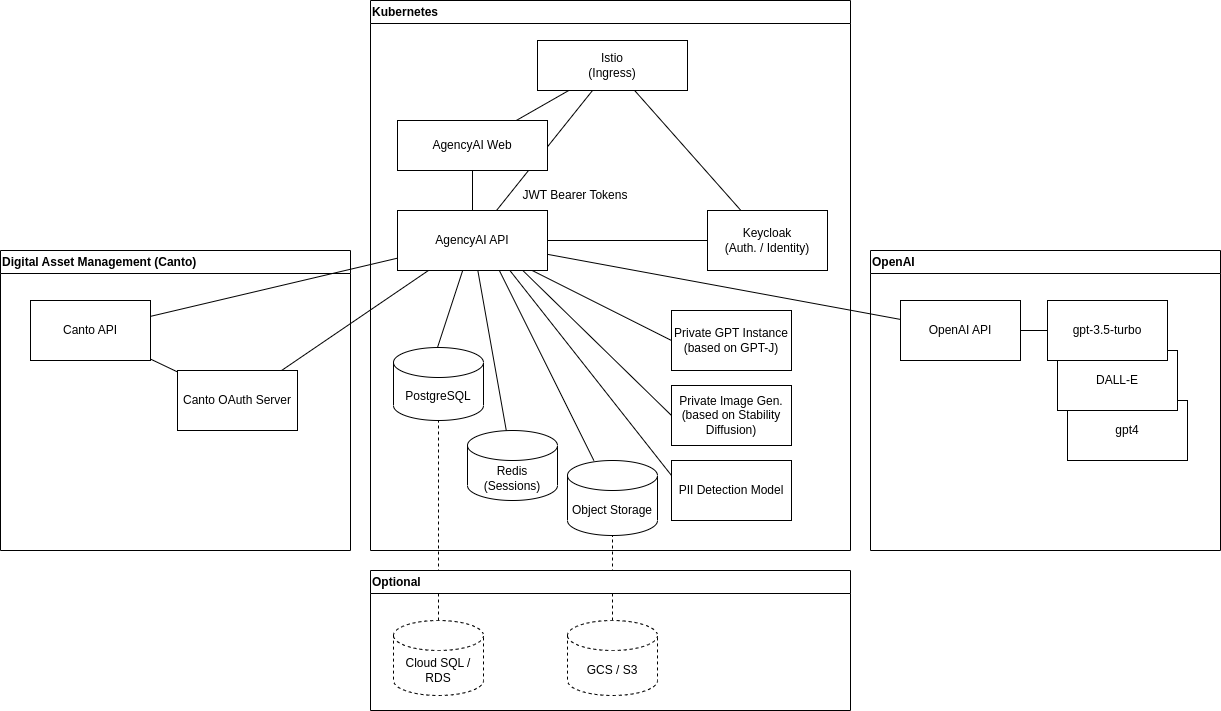 Kubernetes
Istio
(Ingress)
AgencyAI Web
JWT Bearer Tokens
AgencyAI API
Keycloak
(Auth. / Identity)
Digital Asset Management (Canto)
Canto API
Canto OAuth Server
OpenAI
OpenAI API
gpt-3.5-turbo
DALL-E
gpt4
Private GPT Instance
(based on GPT-J)
Private Image Gen.
(based on Stability
Diffusion)
PII Detection Model
PostgreSQL
Redis
(Sessions)
Object Storage
Optional
Cloud SQL /
RDS
GCS / S3